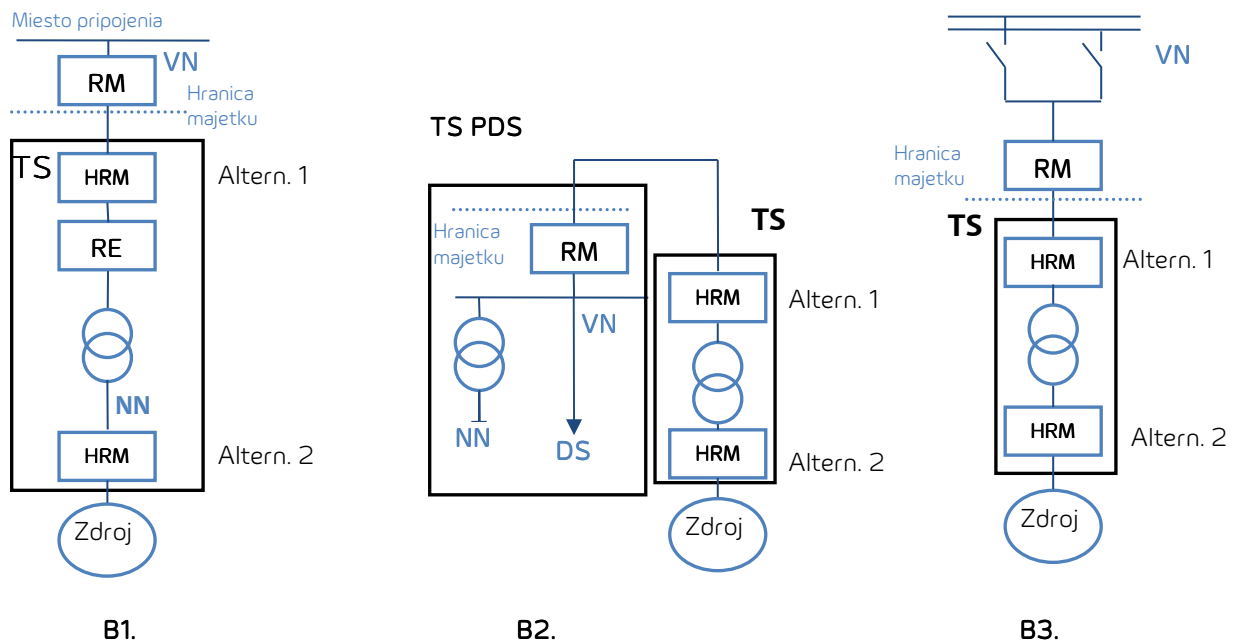 Miesto pripojenia
VN
RM
Hranica
majetku
TS
HRM
Altern. 1
RE
NN
HRM
Altern. 2
Zdroj
B1.
TS PDS
Hranica
majetku
RM
TS
HRM
Altern. 1
VN
NN
DS
HRM
Altern. 2
Zdroj
B2.
VN
Hranica
majetku
RM
TS
HRM
Altern. 1
HRM
Altern. 2
Zdroj
B3.